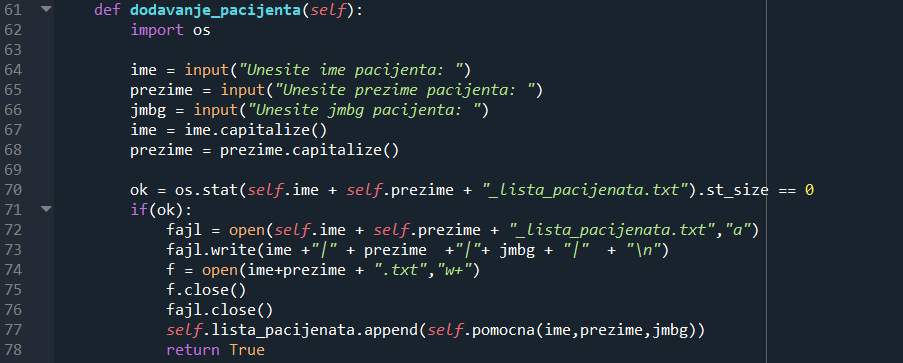 61 def dodavanje_pacijenta(self):
62 import os
63
64 ime = input("Unesite ime pacijenta: ")
65 prezime = input("Unesite prezime pacijenta: ")
66 jmbg = input("Unesite jmbg pacijenta: ")
67 ime = ime.capitalize()
68 prezime = prezime.capitalize()
69
70 ok = os.stat(self.ime + self.prezime + "_lista_pacijenata.txt").st_size == 0
71 if(ok):
72 fajl = open(self.ime + self.prezime + "_lista_pacijenata.txt","a")
73 fajl.write(ime +"|" + prezime  +"|"+ jmbg + "|"  + "\n")
74 f = open(ime+prezime + ".txt","w+")
75 f.close()
76 fajl.close()
77 self.lista_pacijenata.append(self.pomocna(ime,prezime,jmbg))
78 return True